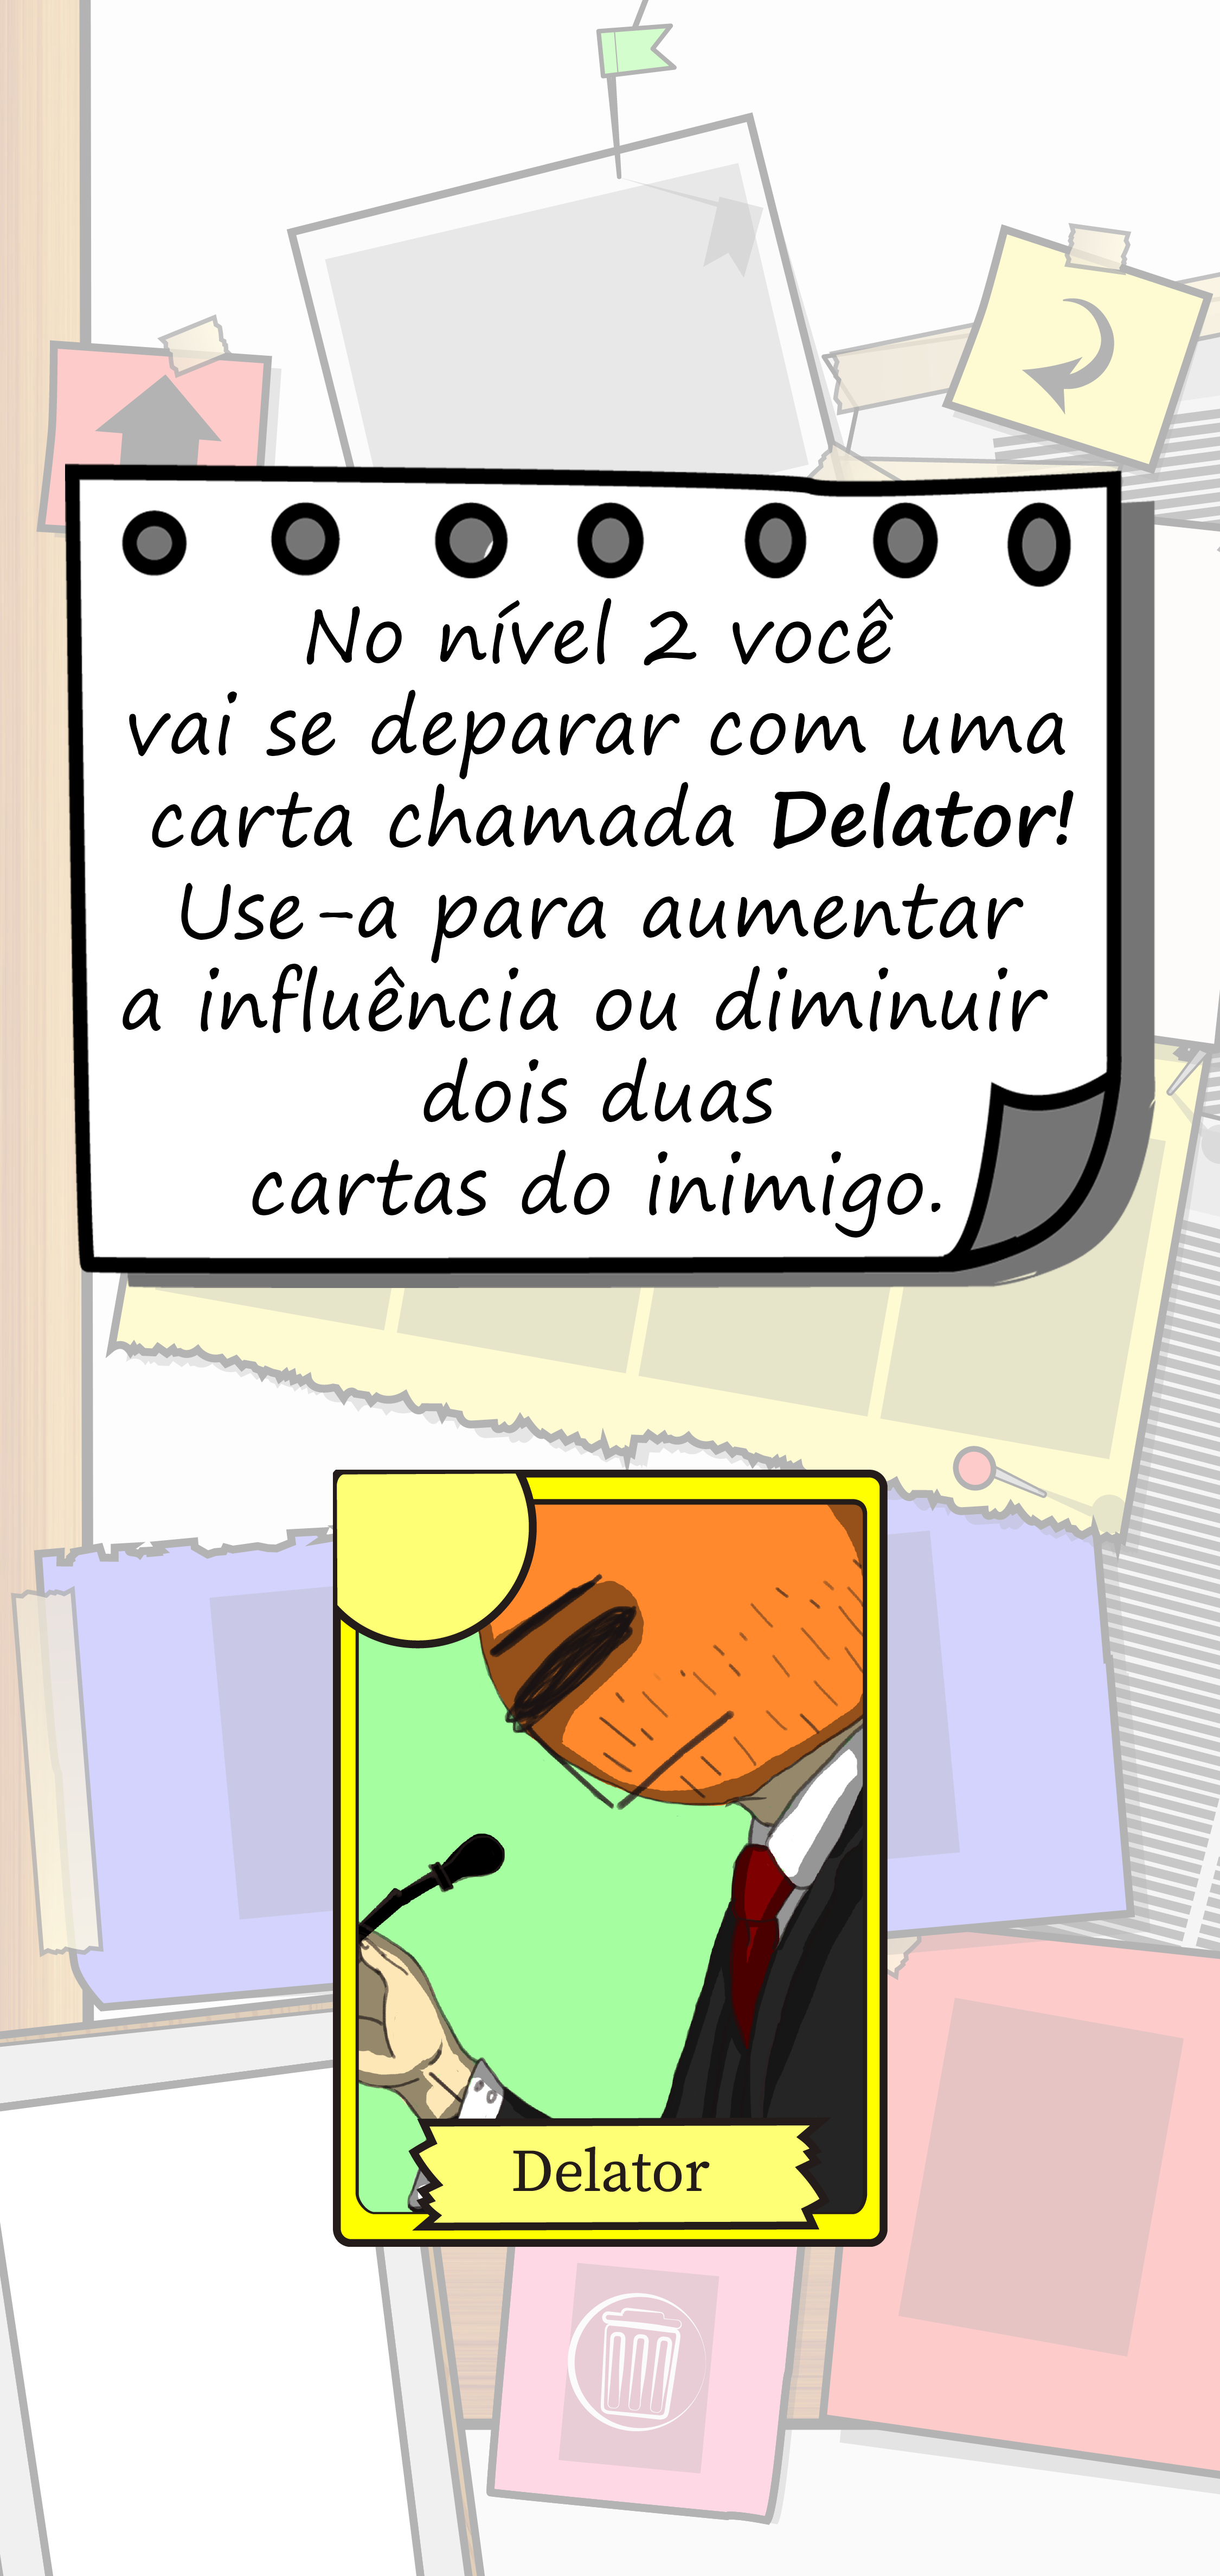 No nível 2 você
vai se deparar com uma
carta chamada Delator!
Use-a para aumentar
a influência ou diminuir
dois duas
cartas do inimigo.
Delator